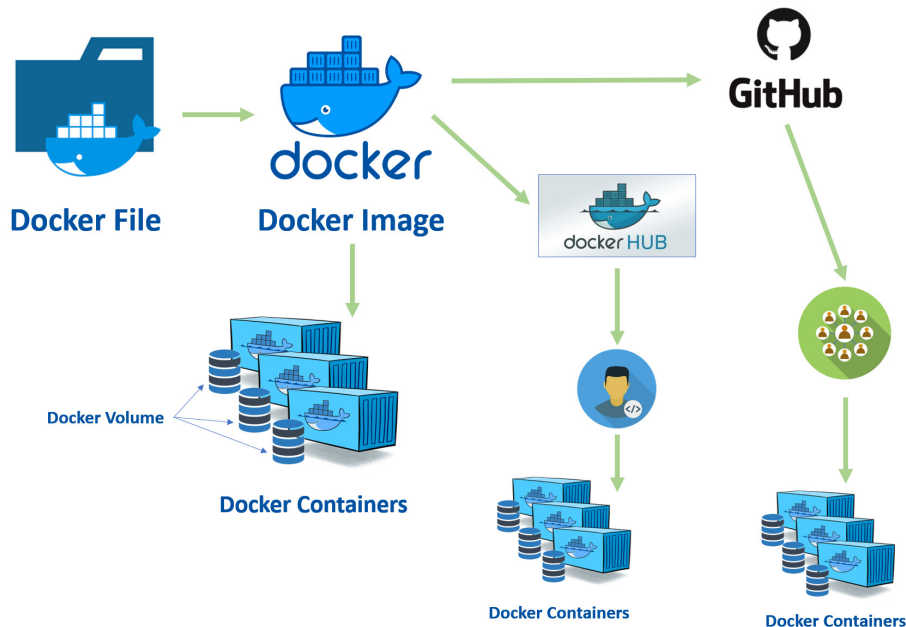 GitHub
docker
docker HUB
Docker File
Docker Image
</>
Docker Volume
Docker Containers
Docker Containers
Docker Containers